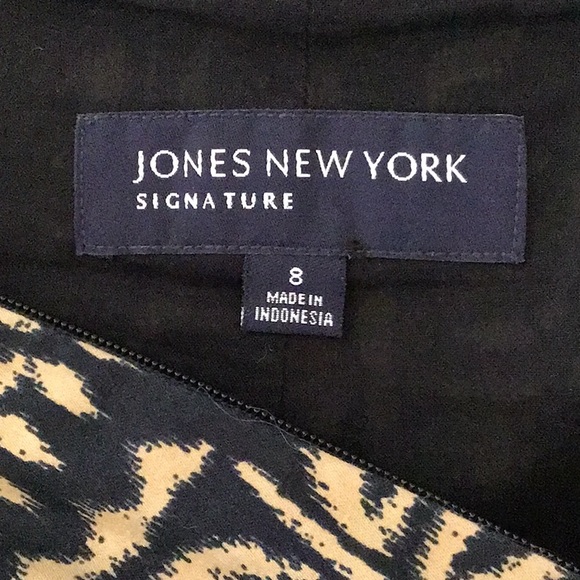 JONES NEW YORK
SIGNATURE
8
MADE IN
INDONESIA